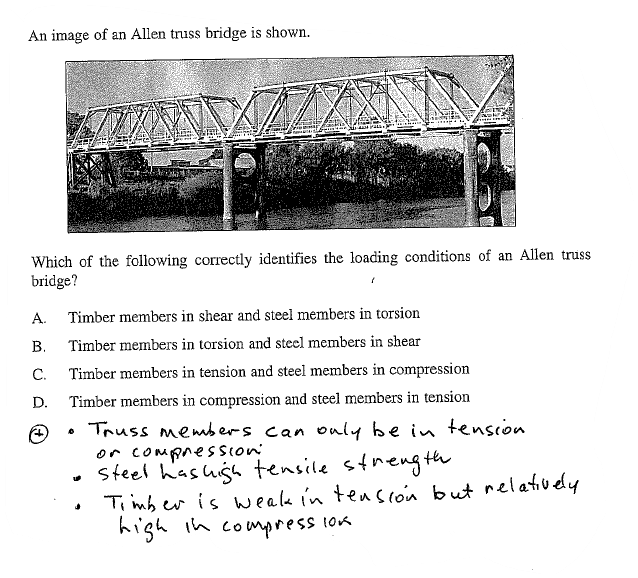 An image of an Allen truss bridge is shown.
Which of the following correctly identifies the loading conditions of an Allen truss
bridge?
A. Timber members in shear and steel members in torsion
B. Timber members in torsion and steel members in shear
C. Timber members in tension and steel members in compression
D. Timber members in compression and steel members in tension
• Truss members can only be in tension
or compression
• Steel has high tensile strength
• Timber is weak in tension but relatively
high in compression